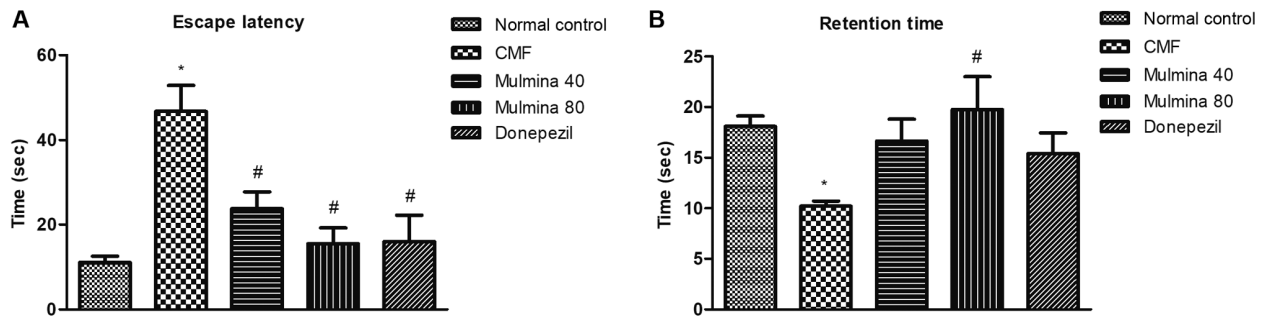 A
Escape latency
Time (sec)
60
40
20
0
*
#
#
#
Normal control
CMF
Mulmina 40
Mulmina 80
Donepezil
B
Retention time
Time (sec)
25
20
15
10
5
0
*
#
Normal control
CMF
Mulmina 40
Mulmina 80
Donepezil